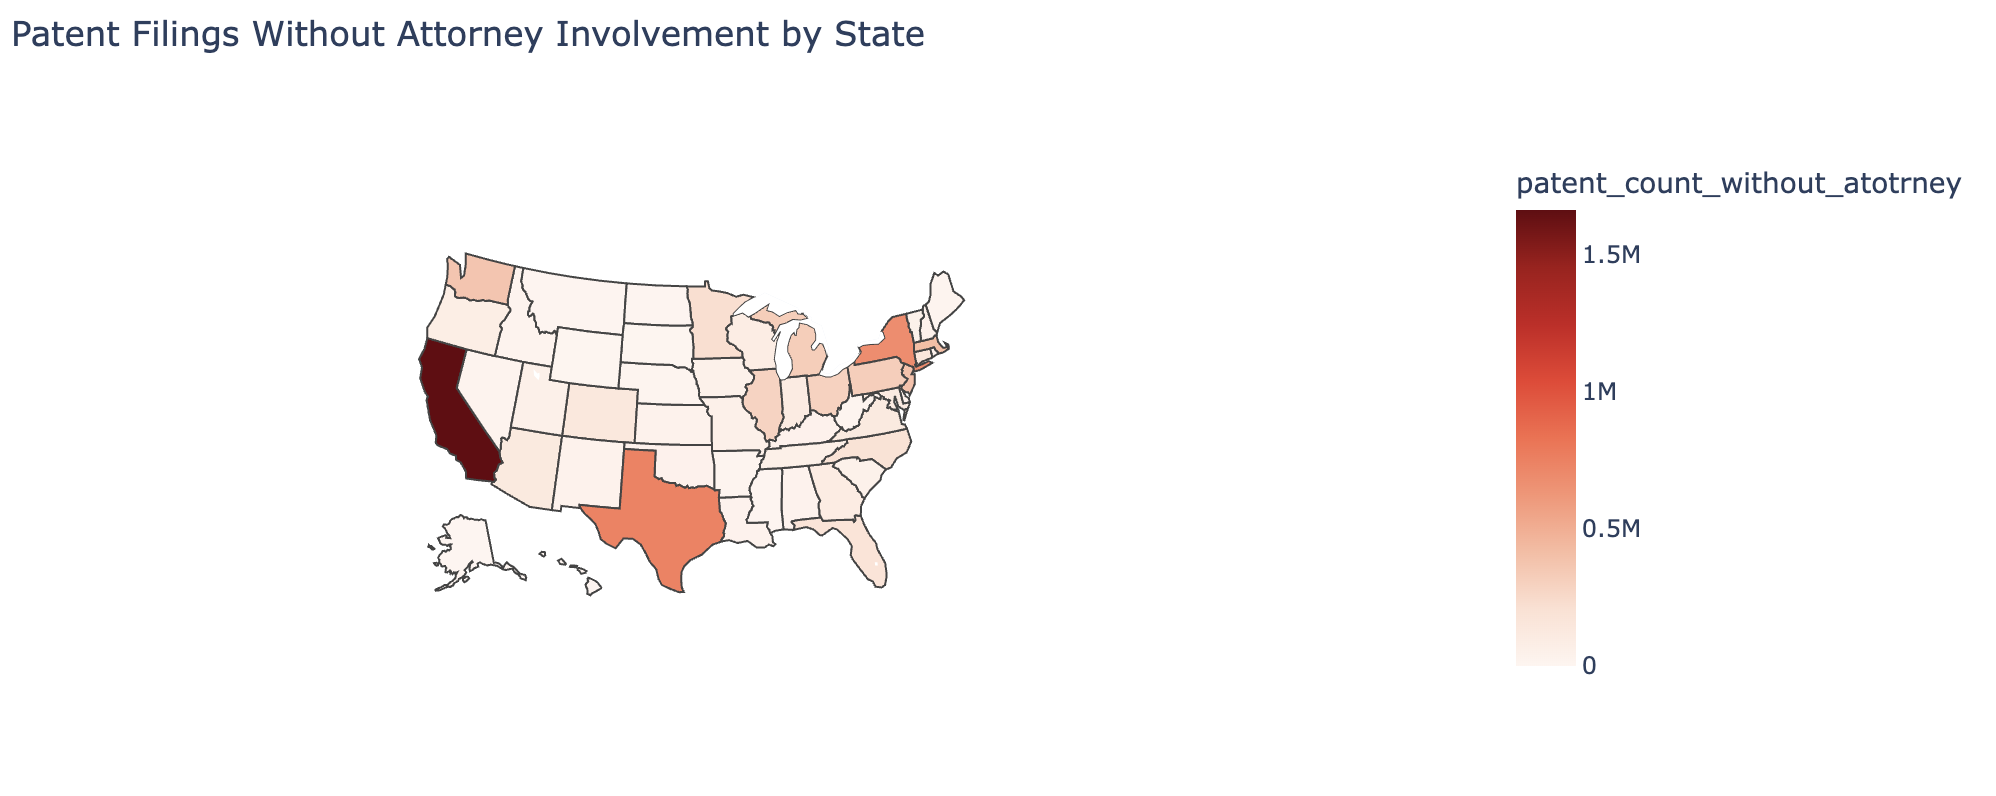 Patent Filings Without Attorney Involvement by State
patent_count_without_atotrney
1.5M
1M
0.5M
0